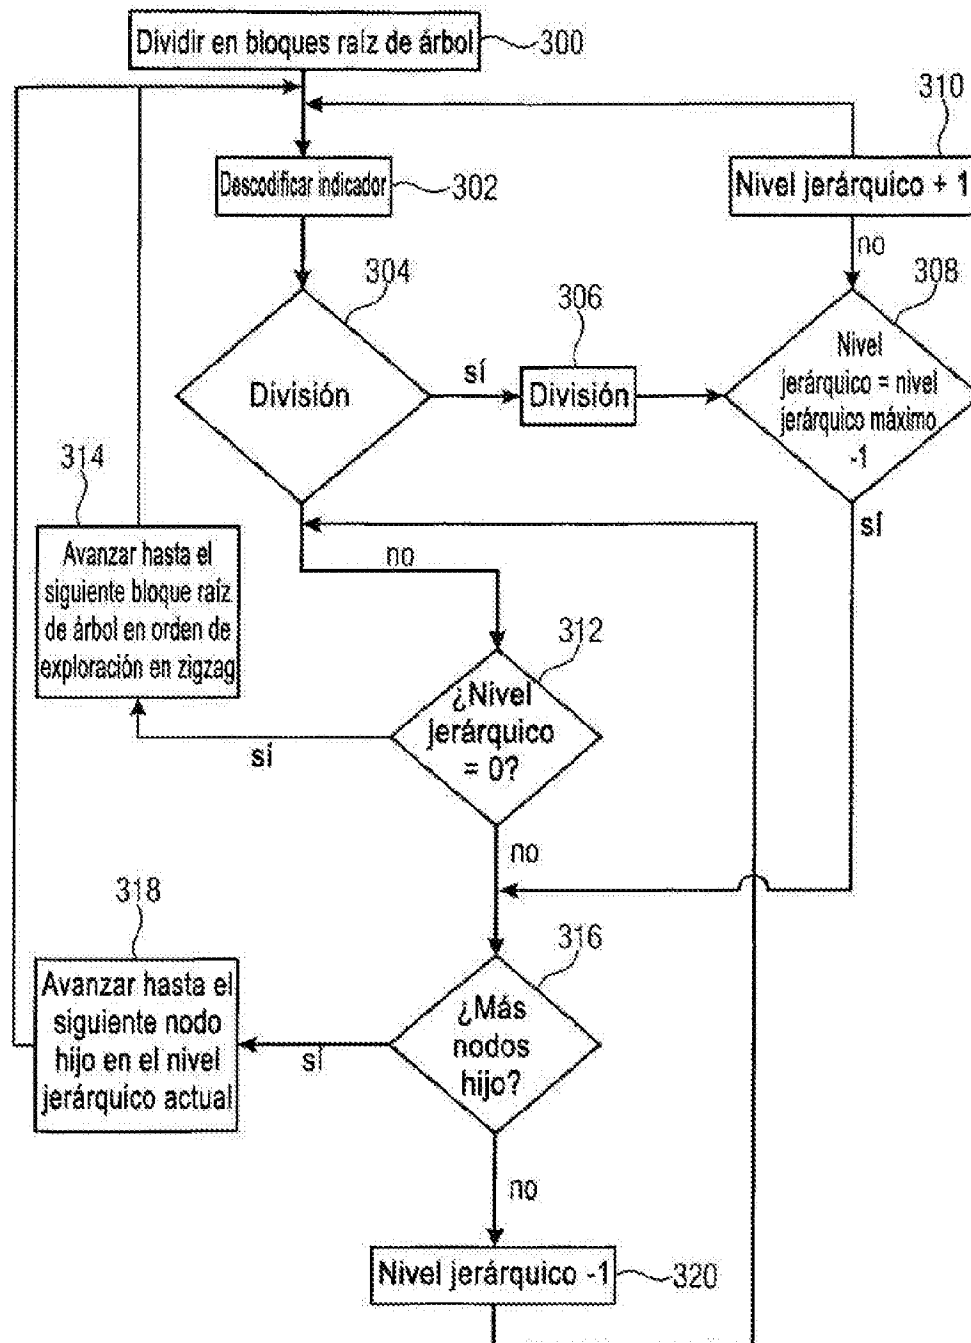 Dividir en bloques raíz de árbol
300
310
Descodificar indicador
302
Nivel jerárquico + 1
no
304
306
308
División
sí
División
Nivel
jerárquico = nivel
jerárquico máximo
-1
314
sí
Avanzar hasta el
siguiente bloque raíz
de árbol en orden de
exploración en zigzag
no
312
¿Nivel
jerárquico
= 0?
sí
no
318
316
Avanzar hasta el
siguiente nodo
hijo en el nivel
jerárquico actual
sí
¿Más
nodos
hijo?
no
Nivel jerárquico -1
320